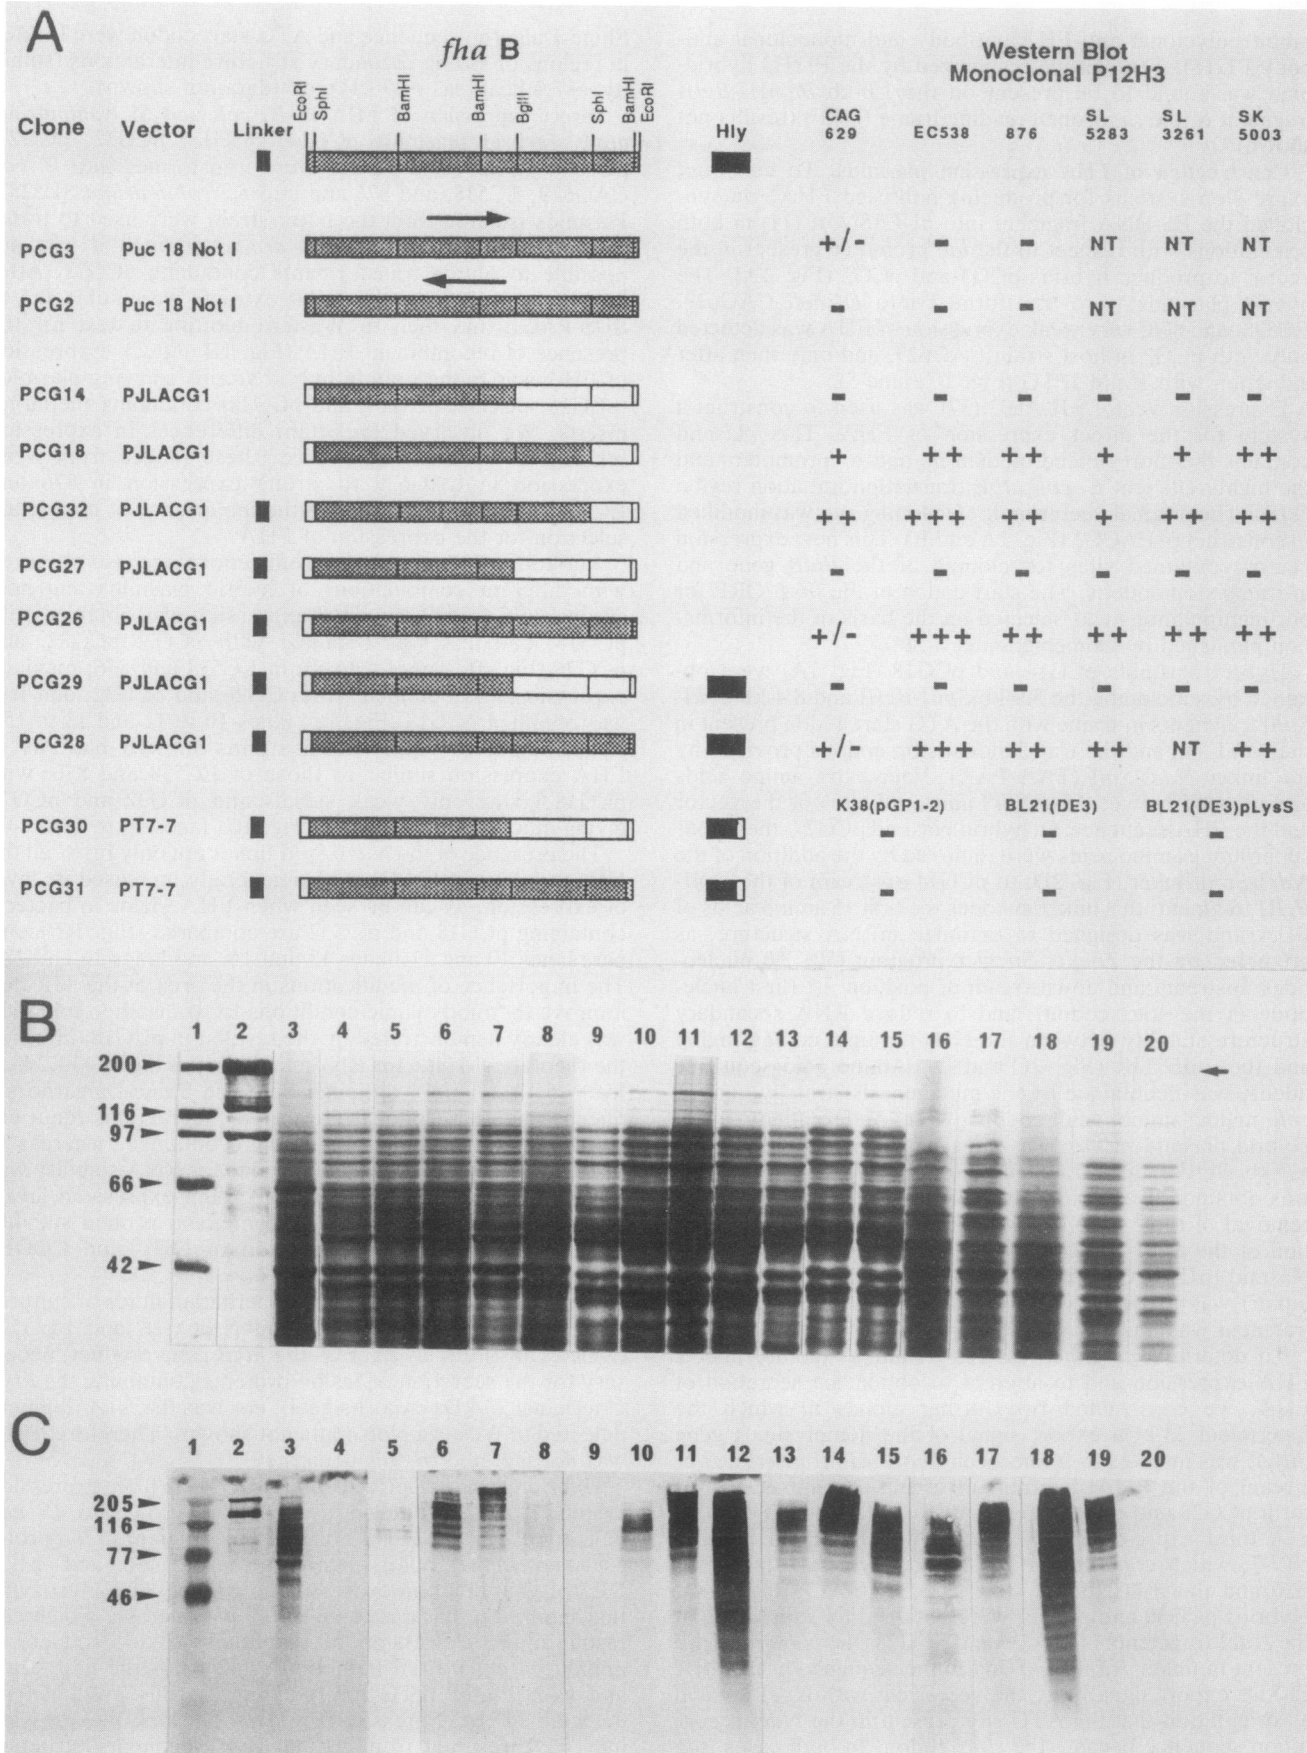 A
fha B
Western Blot
Monoclonal P12H3
EcoRI SphI BamHI BamHI BglII SphI BamHI EcoRI
Clone Vector Linker Hly CAG 629 EC538 876 SL 5283 SL 3261 SK 5003
PCG3 Puc 18 Not I +/- - - NT NT NT
PCG2 Puc 18 Not I - - - NT NT NT
PCG14 PJLACG1 - - - - - -
PCG18 PJLACG1 + ++ ++ + + ++
PCG32 PJLACG1 ++ +++ ++ + ++ ++
PCG27 PJLACG1 - - - - - -
PCG26 PJLACG1 +/- +++ ++ ++ ++ ++
PCG29 PJLACG1 - - - - - -
PCG28 PJLACG1 +/- +++ ++ ++ NT ++
K38(pGP1-2) BL21(DE3) BL21(DE3)pLysS
PCG30 PT7-7 - - -
PCG31 PT7-7 - - -
B
1 2 3 4 5 6 7 8 9 10 11 12 13 14 15 16 17 18 19 20
200
116
97
66
42
C
1 2 3 4 5 6 7 8 9 10 11 12 13 14 15 16 17 18 19 20
205
116
77
46